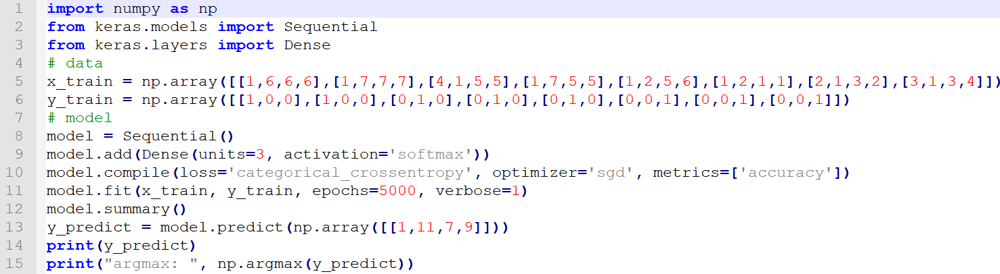 1 import numpy as np
2 from keras.models import Sequential
3 from keras.layers import Dense
4 # data
5 x_train = np.array([[1,6,6,6],[1,7,7,7],[4,1,5,5],[1,7,5,5],[1,2,5,6],[1,2,1,1],[2,1,3,2],[3,1,3,4]])
6 y_train = np.array([[1,0,0],[1,0,0],[0,1,0],[0,1,0],[0,1,0],[0,0,1],[0,0,1],[0,0,1]])
7 # model
8 model = Sequential()
9 model.add(Dense(units=3, activation='softmax'))
10 model.compile(loss='categorical_crossentropy', optimizer='sgd', metrics=['accuracy'])
11 model.fit(x_train, y_train, epochs=5000, verbose=1)
12 model.summary()
13 y_predict = model.predict(np.array([[1,11,7,9]]))
14 print(y_predict)
15 print("argmax: ", np.argmax(y_predict))